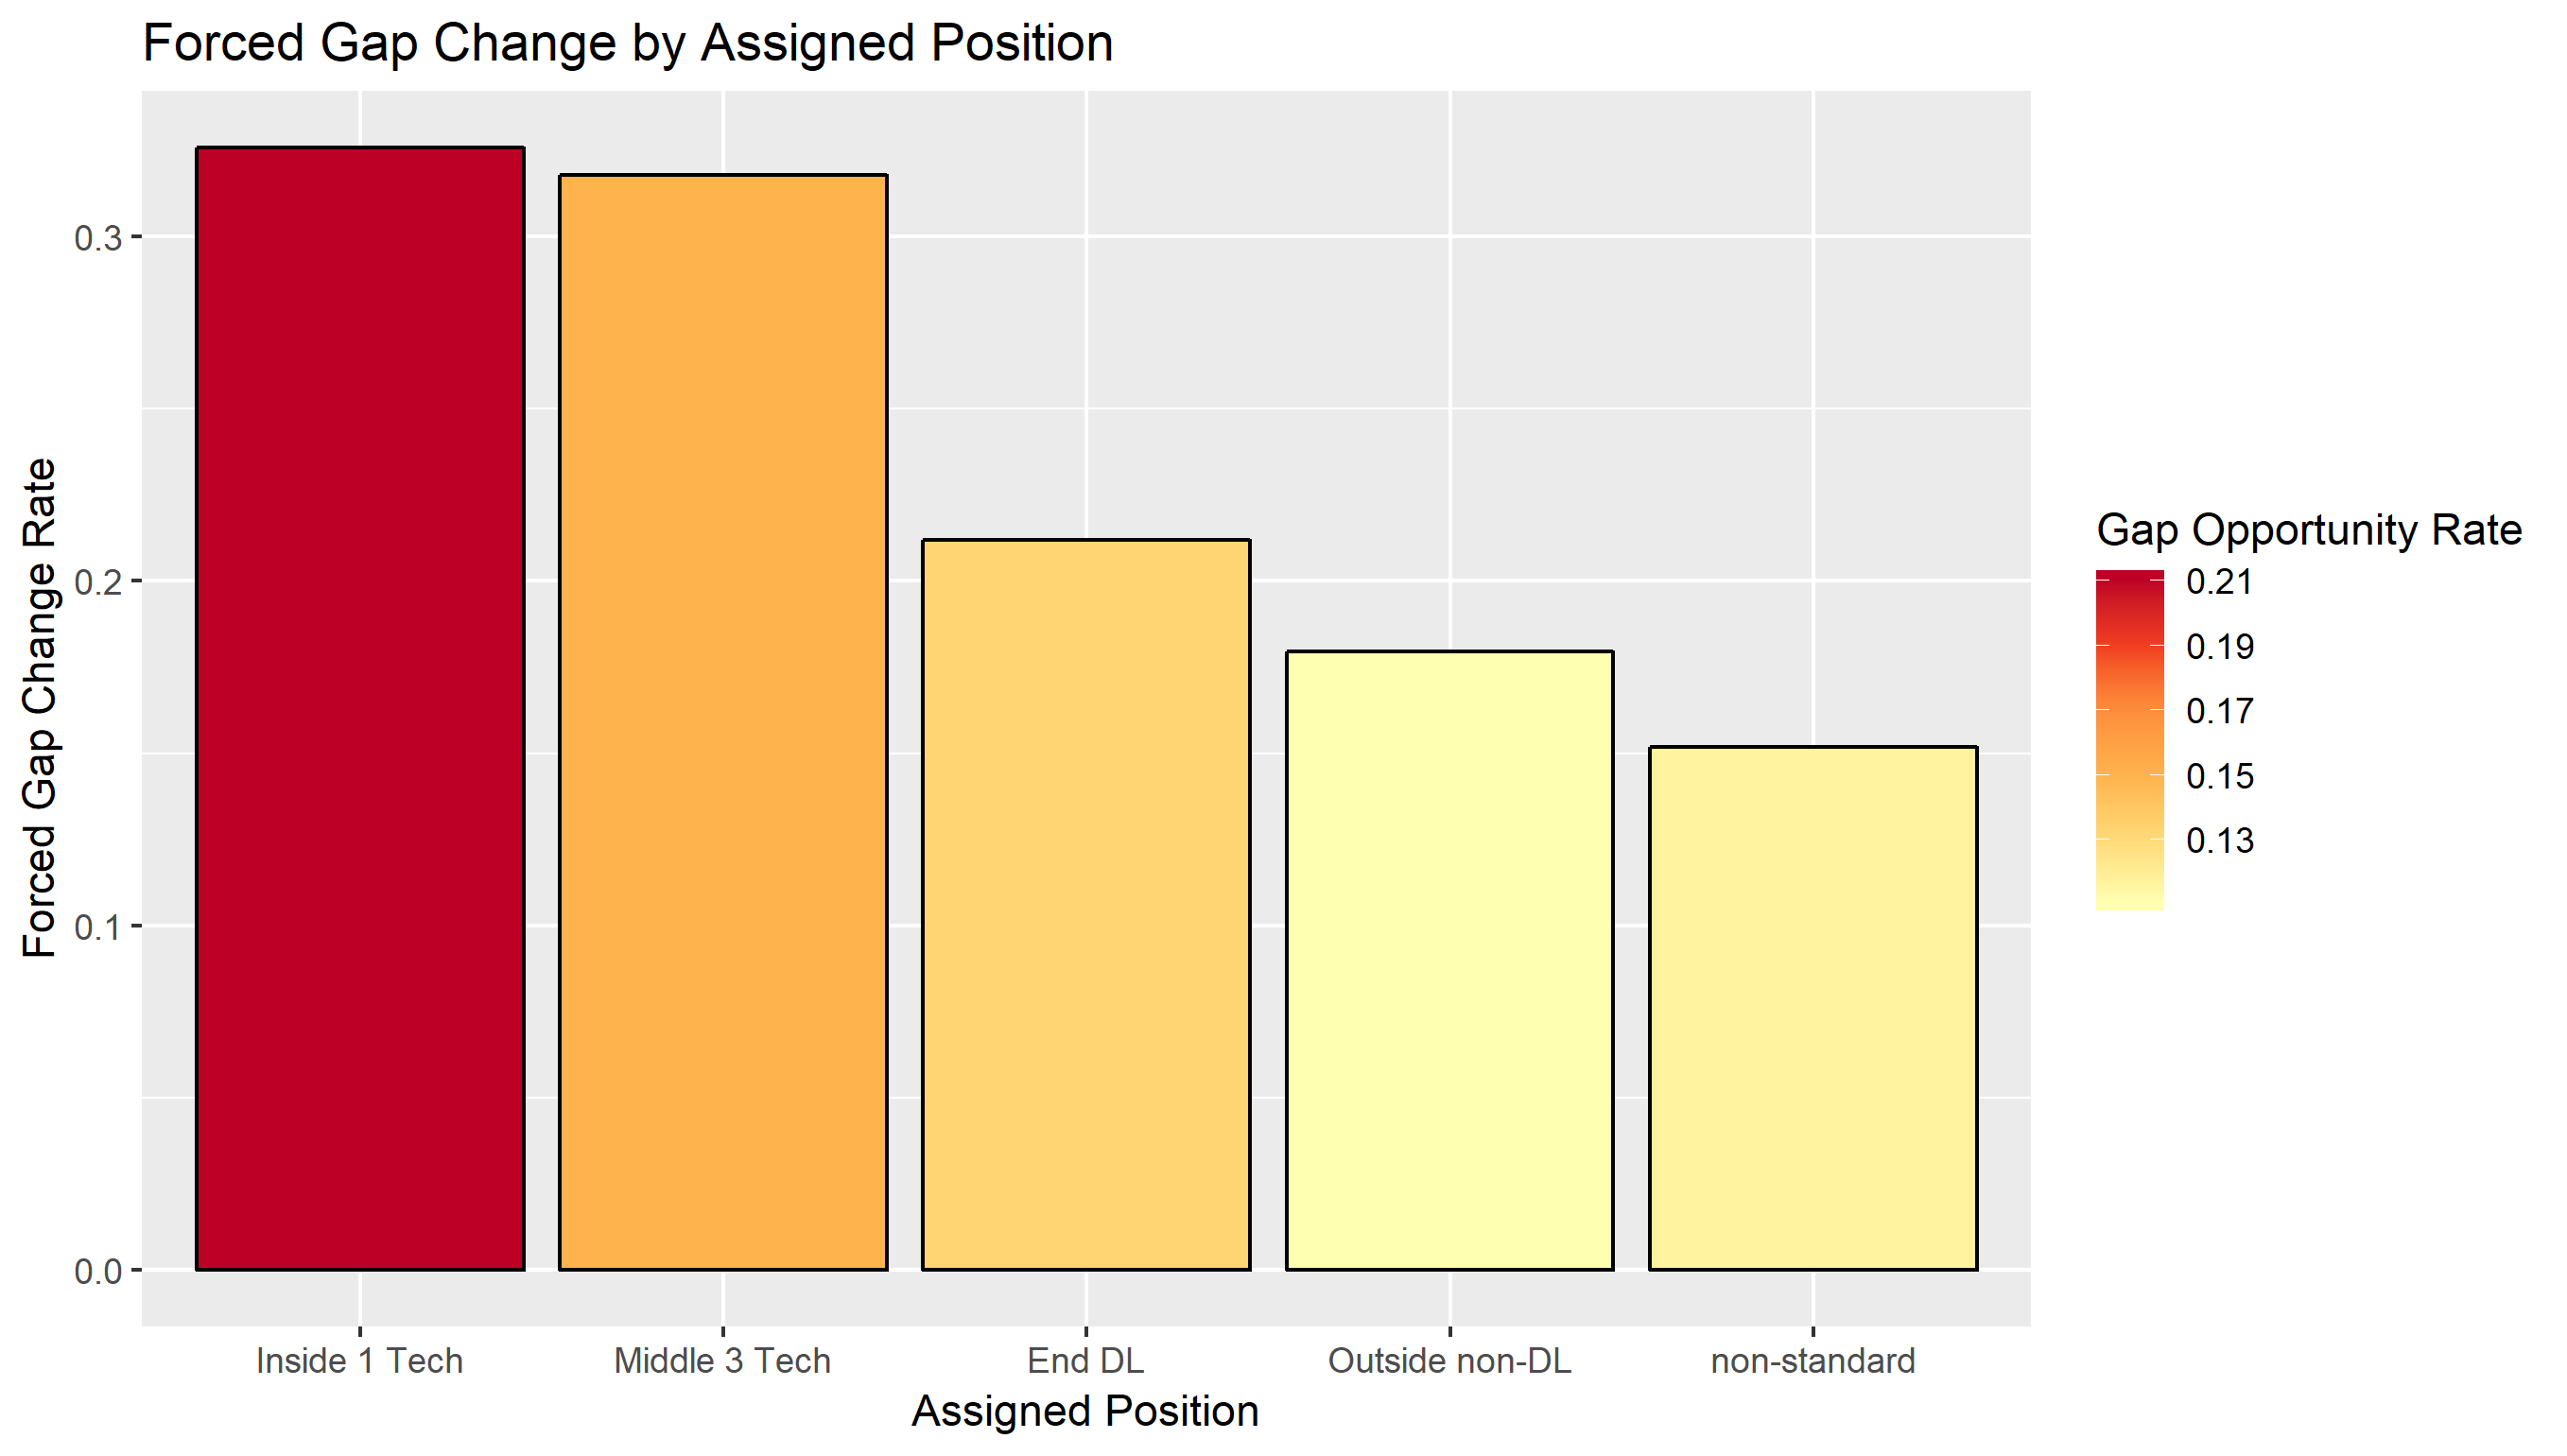 Forced Gap Change by Assigned Position
Forced Gap Change Rate
0.3
0.2
0.1
0.0
Inside 1 Tech
Middle 3 Tech
End DL
Outside non-DL
non-standard
Assigned Position
Gap Opportunity Rate
0.21
0.19
0.17
0.15
0.13